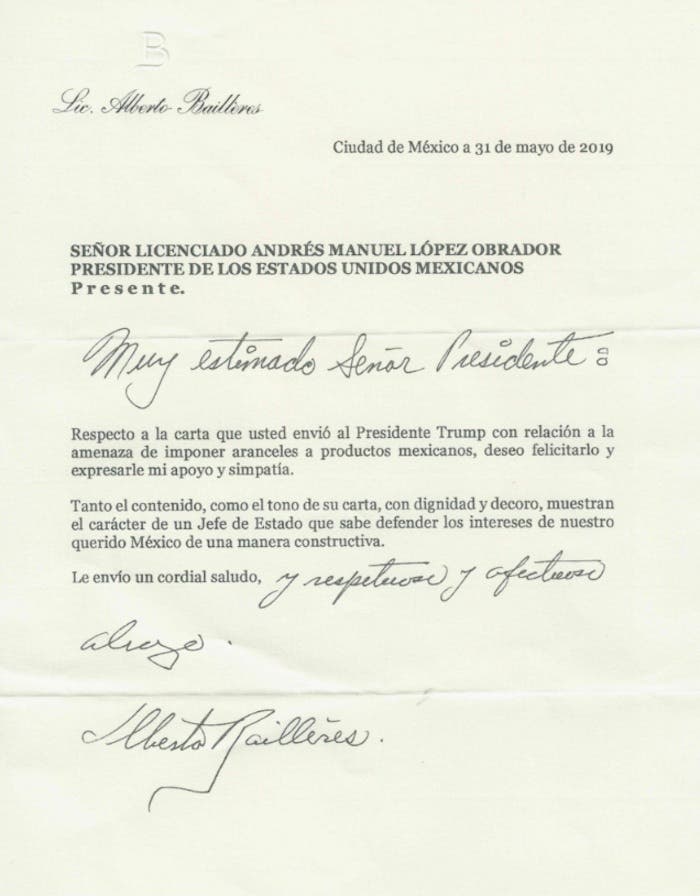 B
Lic. Alberto Baillères
Ciudad de México a 31 de mayo de 2019
SEÑOR LICENCIADO ANDRÉS MANUEL LÓPEZ OBRADOR
PRESIDENTE DE LOS ESTADOS UNIDOS MEXICANOS
Presente.
Muy estimado Señor Presidente:
Respecto a la carta que usted envió al Presidente Trump con relación a la
amenaza de imponer aranceles a productos mexicanos, deseo felicitarlo y
expresarle mi apoyo y simpatía.
Tanto el contenido, como el tono de su carta, con dignidad y decoro, muestran
el carácter de un Jefe de Estado que sabe defender los intereses de nuestro
querido México de una manera constructiva.
Le envío un cordial saludo, y respetuoso y afectuoso
abrazo.
Alberto Baillères.